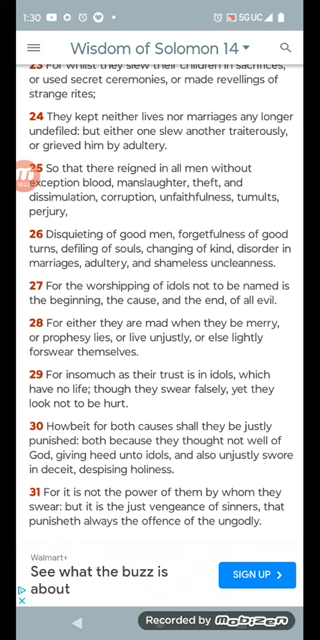 1:30
5GUC
Wisdom of Solomon 14
23 For whilst they slew their children in sacrifices,
or used secret ceremonies, or made revellings of
strange rites;
24 They kept neither lives nor marriages any longer
undefiled: but either one slew another traiterously,
or grieved him by adultery.
25 So that there reigned in all men without
exception blood, manslaughter, theft, and
dissimulation, corruption, unfaithfulness, tumults,
perjury,
26 Disquieting of good men, forgetfulness of good
turns, defiling of souls, changing of kind, disorder in
marriages, adultery, and shameless uncleanness.
27 For the worshipping of idols not to be named is
the beginning, the cause, and the end, of all evil.
28 For either they are mad when they be merry,
or prophesy lies, or live unjustly, or else lightly
forswear themselves.
29 For insomuch as their trust is in idols, which
have no life; though they swear falsely, yet they
look not to be hurt.
30 Howbeit for both causes shall they be justly
punished: both because they thought not well of
God, giving heed unto idols, and also unjustly swore
in deceit, despising holiness.
31 For it is not the power of them by whom they
swear: but it is the just vengeance of sinners, that
punisheth always the offence of the ungodly.
Walmart+
See what the buzz is
about
SIGN UP
Recorded by Mobizen